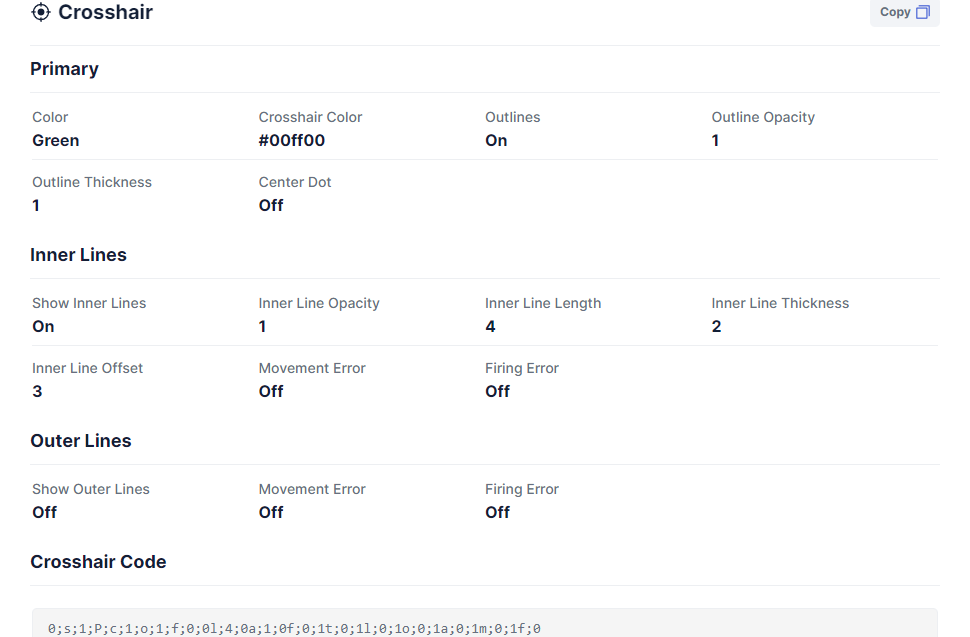 Crosshair Copy
Primary
Color Crosshair Color Outlines Outline Opacity
Green #00ff00 On 1
Outline Thickness Center Dot
1 Off
Inner Lines
Show Inner Lines Inner Line Opacity Inner Line Length Inner Line Thickness
On 1 4 2
Inner Line Offset Movement Error Firing Error
3 Off Off
Outer Lines
Show Outer Lines Movement Error Firing Error
Off Off Off
Crosshair Code
0;s;1;P;c;1;o;1;f;0;0l;4;0a;1;0f;0;1t;0;1l;0;1o;0;1a;0;1m;0;1f;0